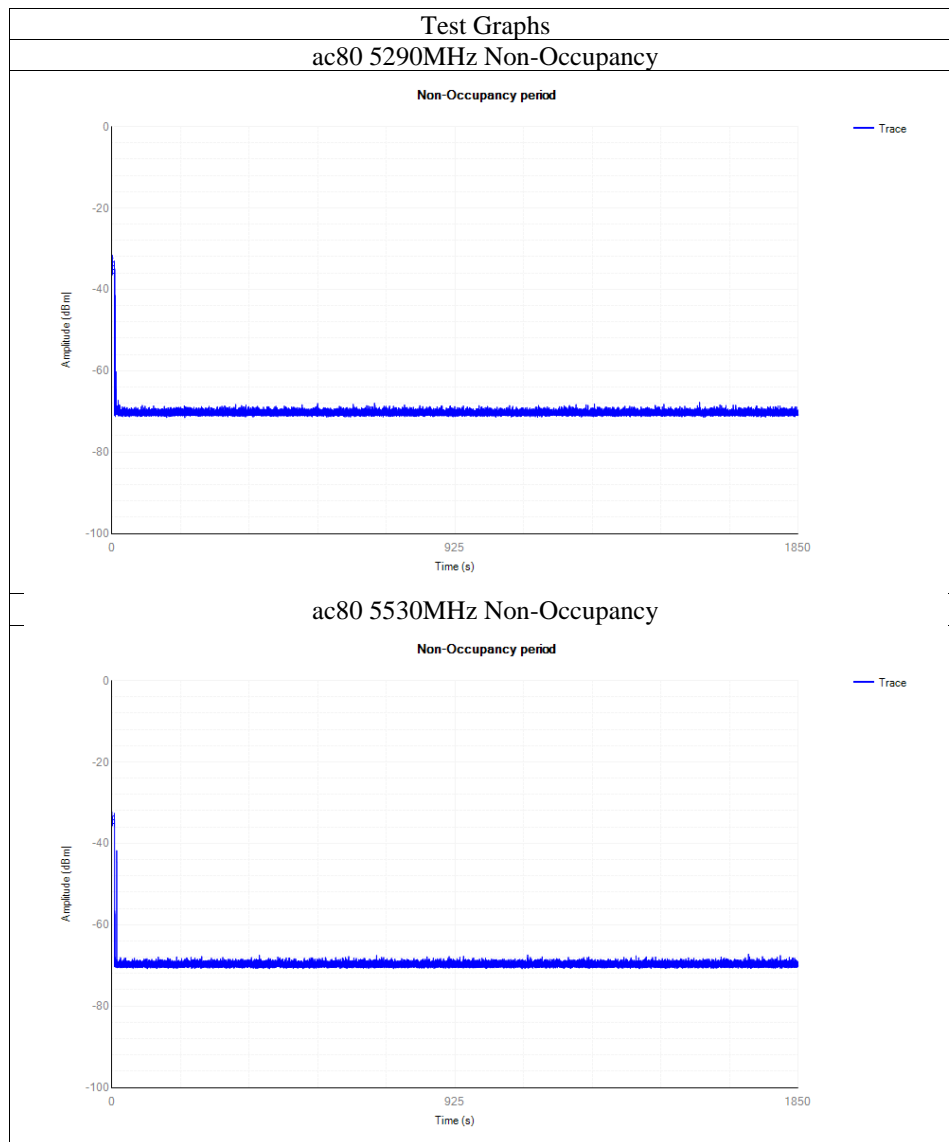 Test Graphs
ac80 5290MHz Non-Occupancy
Non-Occupancy period
Trace
0
-20
-40
-60
-80
-100
Amplitude [dBm]
0 925 1850
Time (s)
ac80 5530MHz Non-Occupancy
Non-Occupancy period
Trace
0
-20
-40
-60
-80
-100
Amplitude [dBm]
0 925 1850
Time (s)